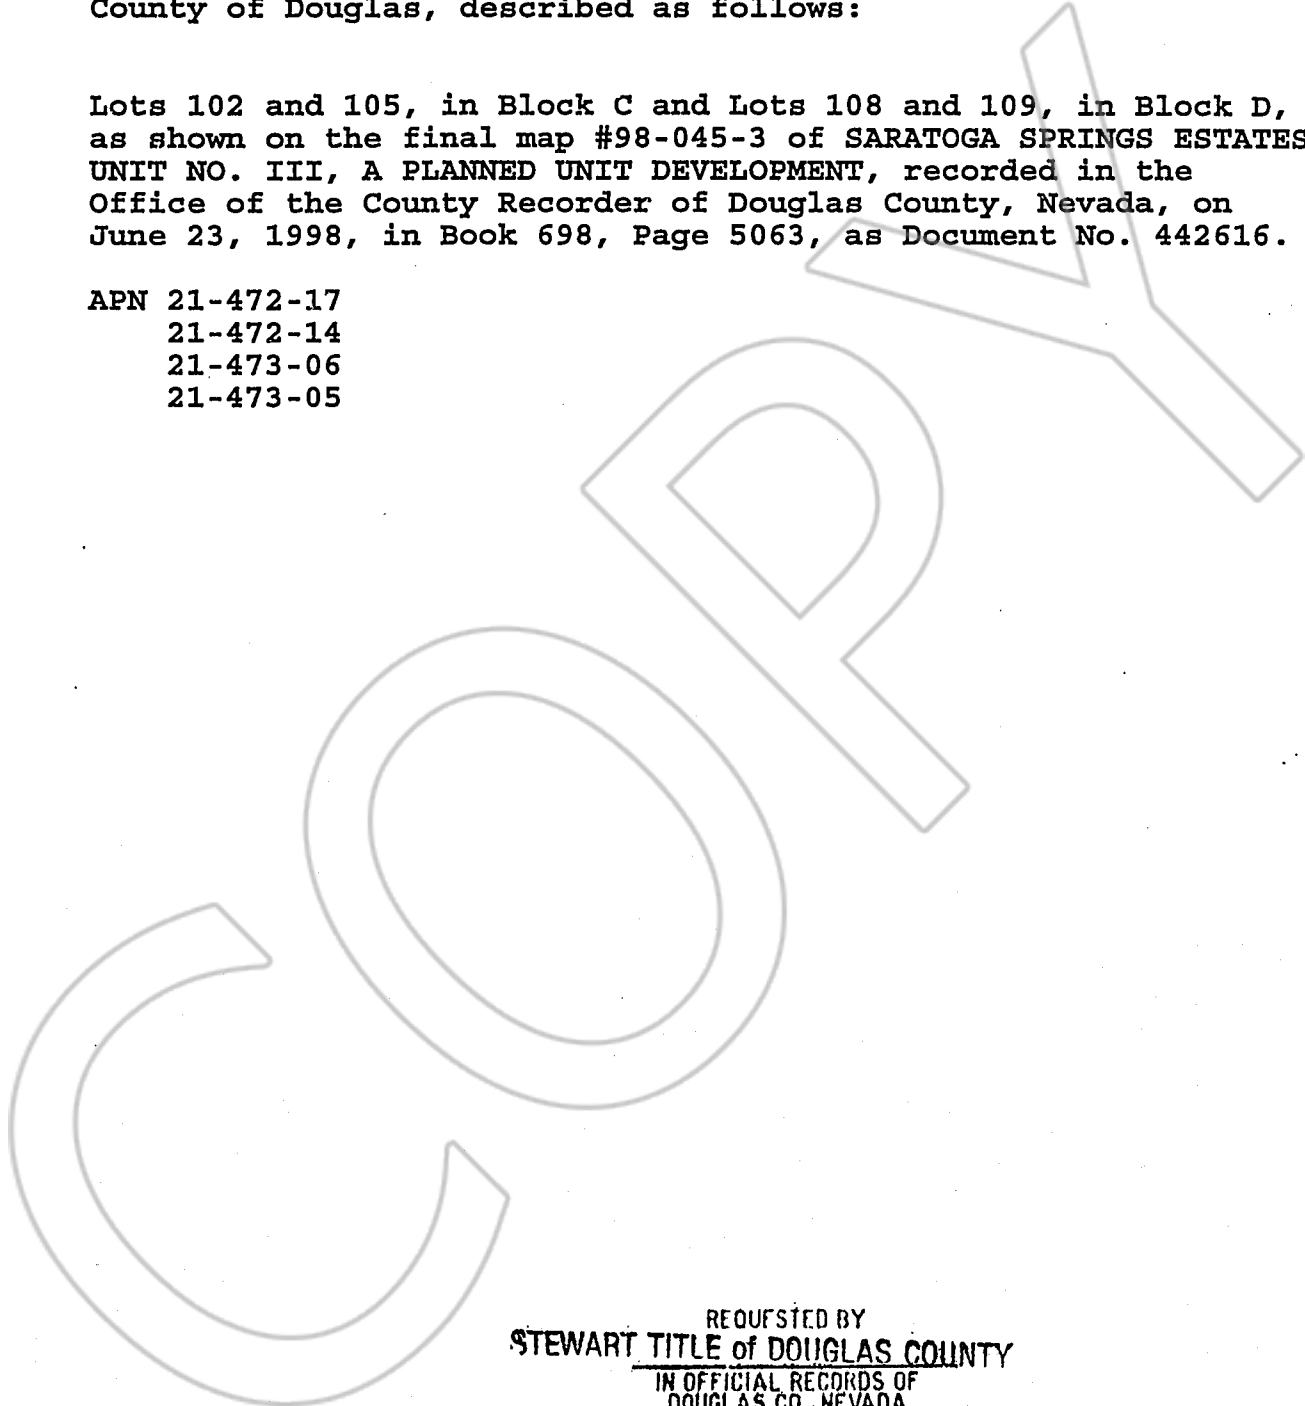 County of Douglas, described as follows:
Lots 102 and 105, in Block C and Lots 108 and 109, in Block D,
as shown on the final map #98-045-3 of SARATOGA SPRINGS ESTATES
UNIT NO. III, A PLANNED UNIT DEVELOPMENT, recorded in the
Office of the County Recorder of Douglas County, Nevada, on
June 23, 1998, in Book 698, Page 5063, as Document No. 442616.
APN 21-472-17
21-472-14
21-473-06
21-473-05
COPY
REQUESTED BY
STEWART TITLE of DOUGLAS COUNTY
IN OFFICIAL RECORDS OF
DOUGLAS CO., NEVADA